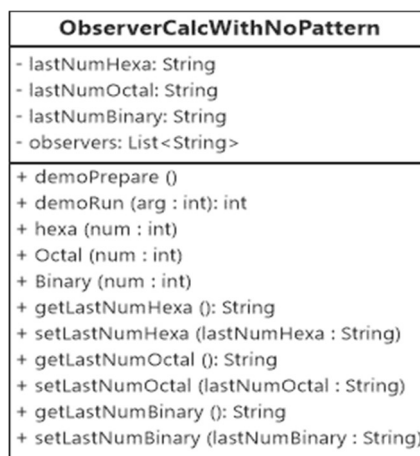 ObserverCalcWithNoPattern
- lastNumHexa: String
- lastNumOctal: String
- lastNumBinary: String
- observers: List<String>
+ demoPrepare ()
+ demoRun (arg : int): int
+ hexa (num : int)
+ Octal (num : int)
+ Binary (num : int)
+ getLastNumHexa (): String
+ setLastNumHexa (lastNumHexa : String)
+ getLastNumOctal (): String
+ setLastNumOctal (lastNumOctal : String)
+ getLastNumBinary (): String
+ setLastNumBinary (lastNumBinary : String)